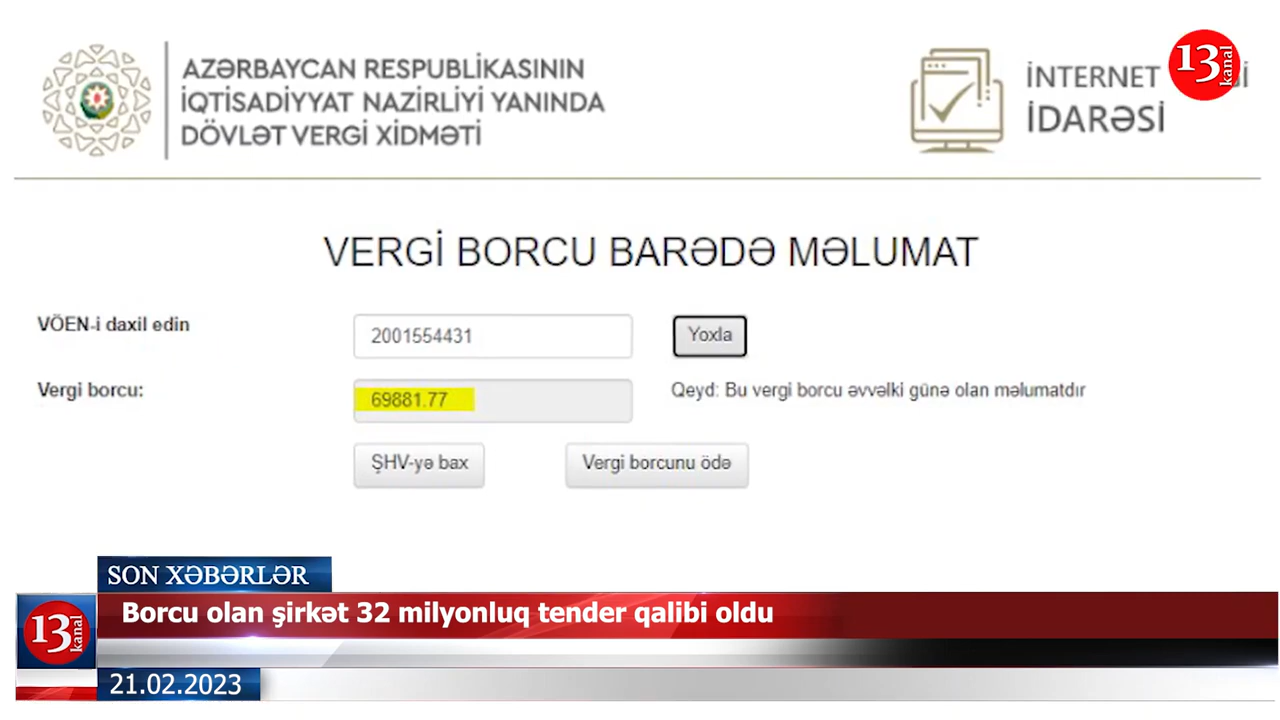 AZƏRBAYCAN RESPUBLİKASININ
İQTİSADİYYAT NAZİRLİYİ YANINDA
DÖVLƏT VERGİ XİDMƏTİ
İNTERNET
İDARƏSİ
13 kanal
VERGİ BORCU BARƏDƏ MƏLUMAT
VÖEN-i daxil edin
2001554431
Yoxla
Vergi borcu:
69881.77
Qeyd: Bu vergi borcu əvvəlki günə olan məlumatdır
ŞHV-yə bax
Vergi borcunu ödə
SON XƏBƏRLƏR
Borcu olan şirkət 32 milyonluq tender qalibi oldu
13 kanal
21.02.2023